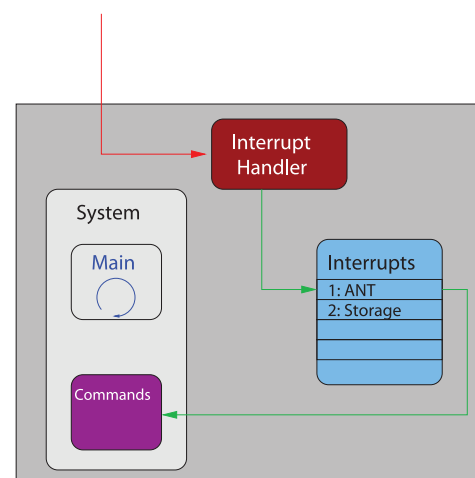 Interrupt
Handler
System
Main
Interrupts
1: ANT
2: Storage
Commands